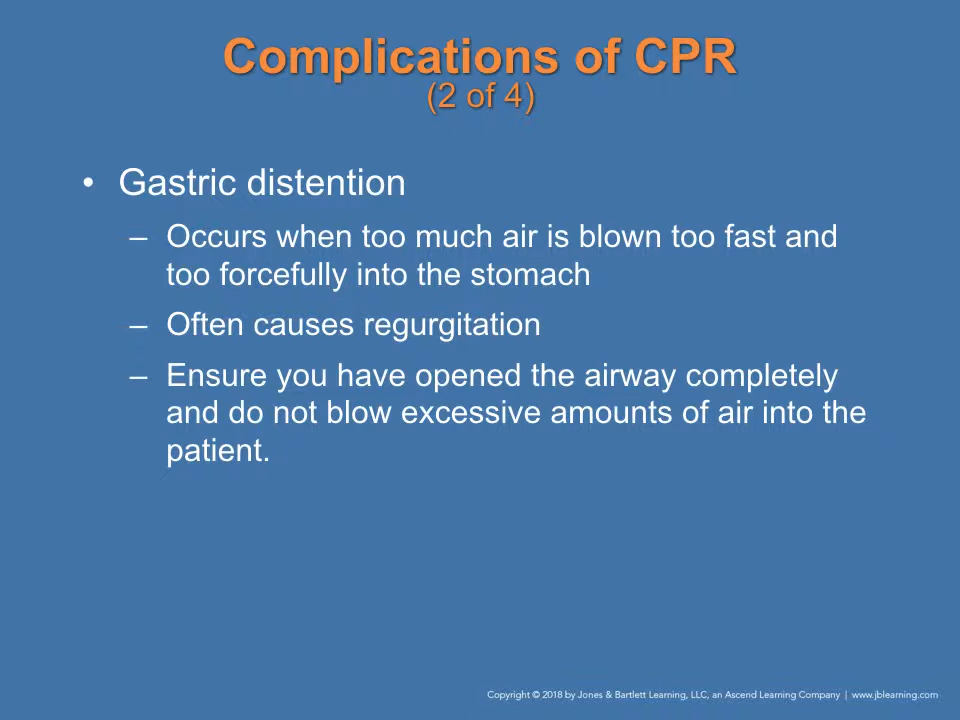 Complications of CPR
(2 of 4)
• Gastric distention
– Occurs when too much air is blown too fast and
too forcefully into the stomach
– Often causes regurgitation
– Ensure you have opened the airway completely
and do not blow excessive amounts of air into the
patient.
Copyright © 2018 by Jones & Bartlett Learning, LLC, an Ascend Learning Company | www.jblearning.com